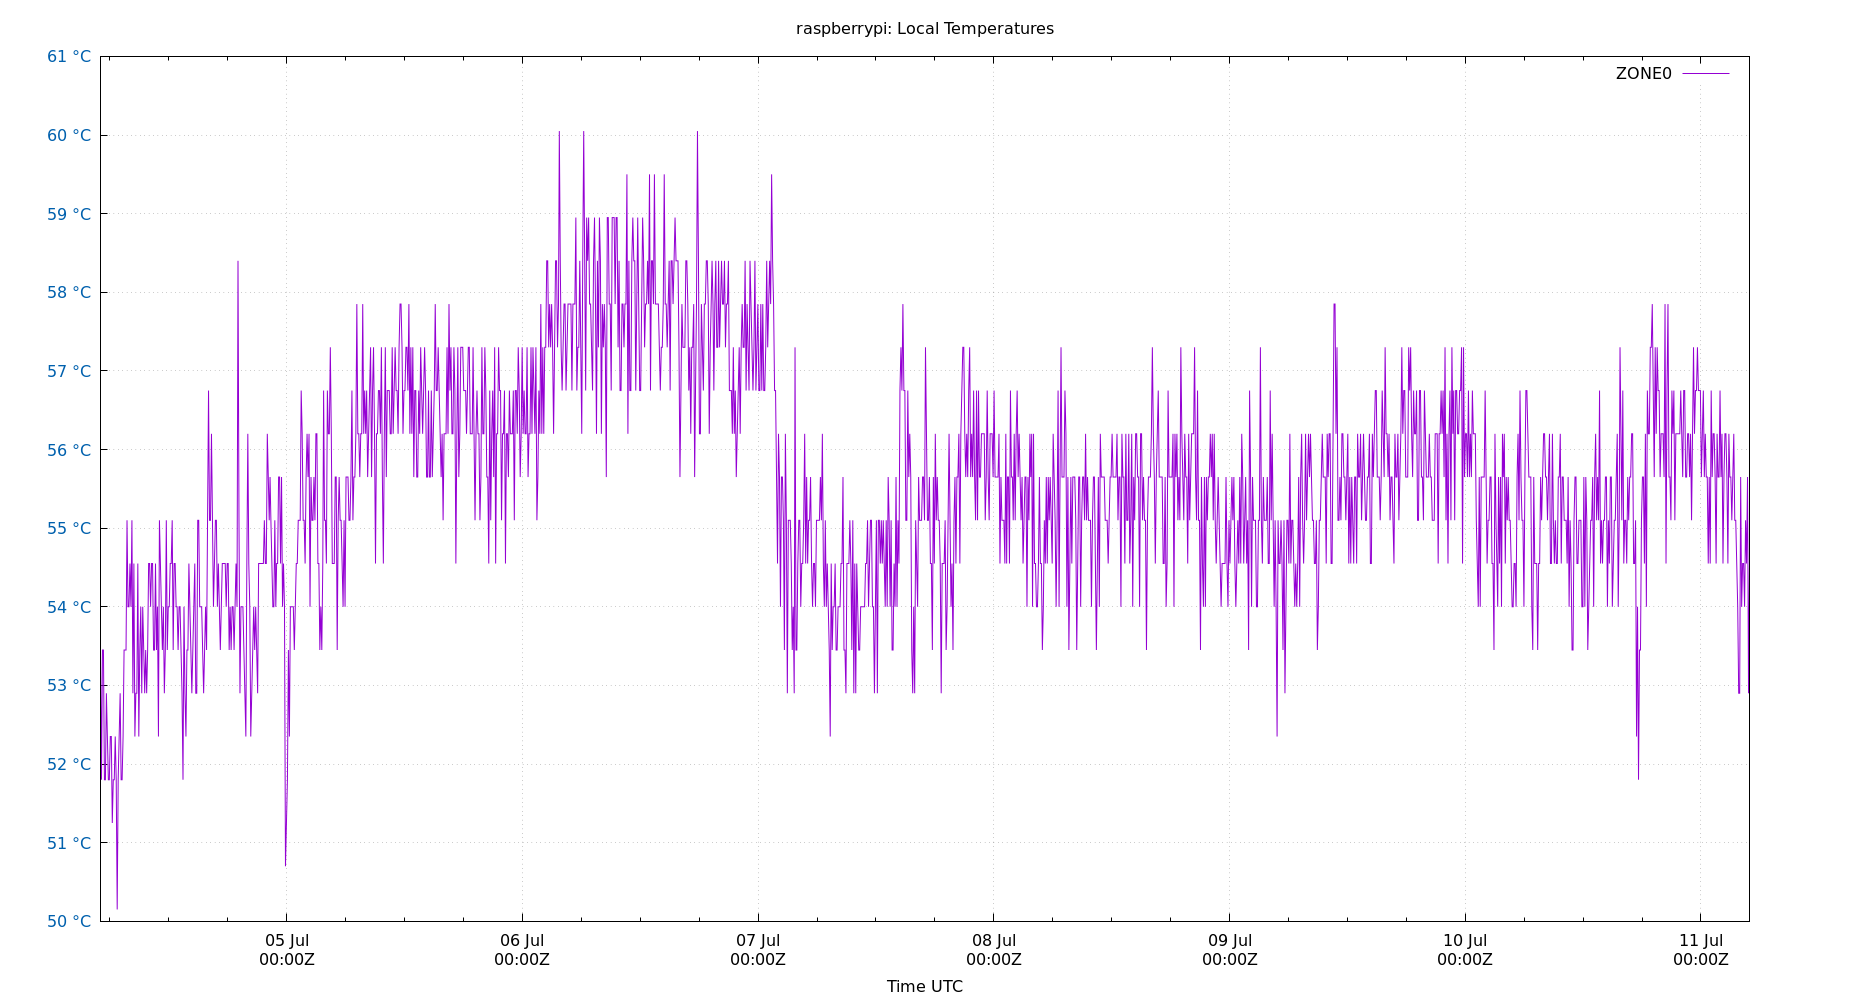 raspberrypi: Local Temperatures
ZONE0
61 °C
60 °C
59 °C
58 °C
57 °C
56 °C
55 °C
54 °C
53 °C
52 °C
51 °C
50 °C
05 Jul 06 Jul 07 Jul 08 Jul 09 Jul 10 Jul 11 Jul
00:00Z 00:00Z 00:00Z 00:00Z 00:00Z 00:00Z 00:00Z
Time UTC